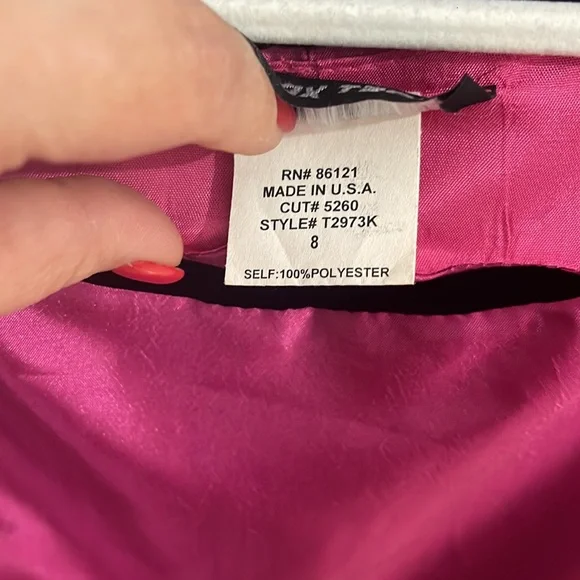 RN# 86121
MADE IN U.S.A.
CUT# 5260
STYLE# T2973K
8
SELF:100%POLYESTER